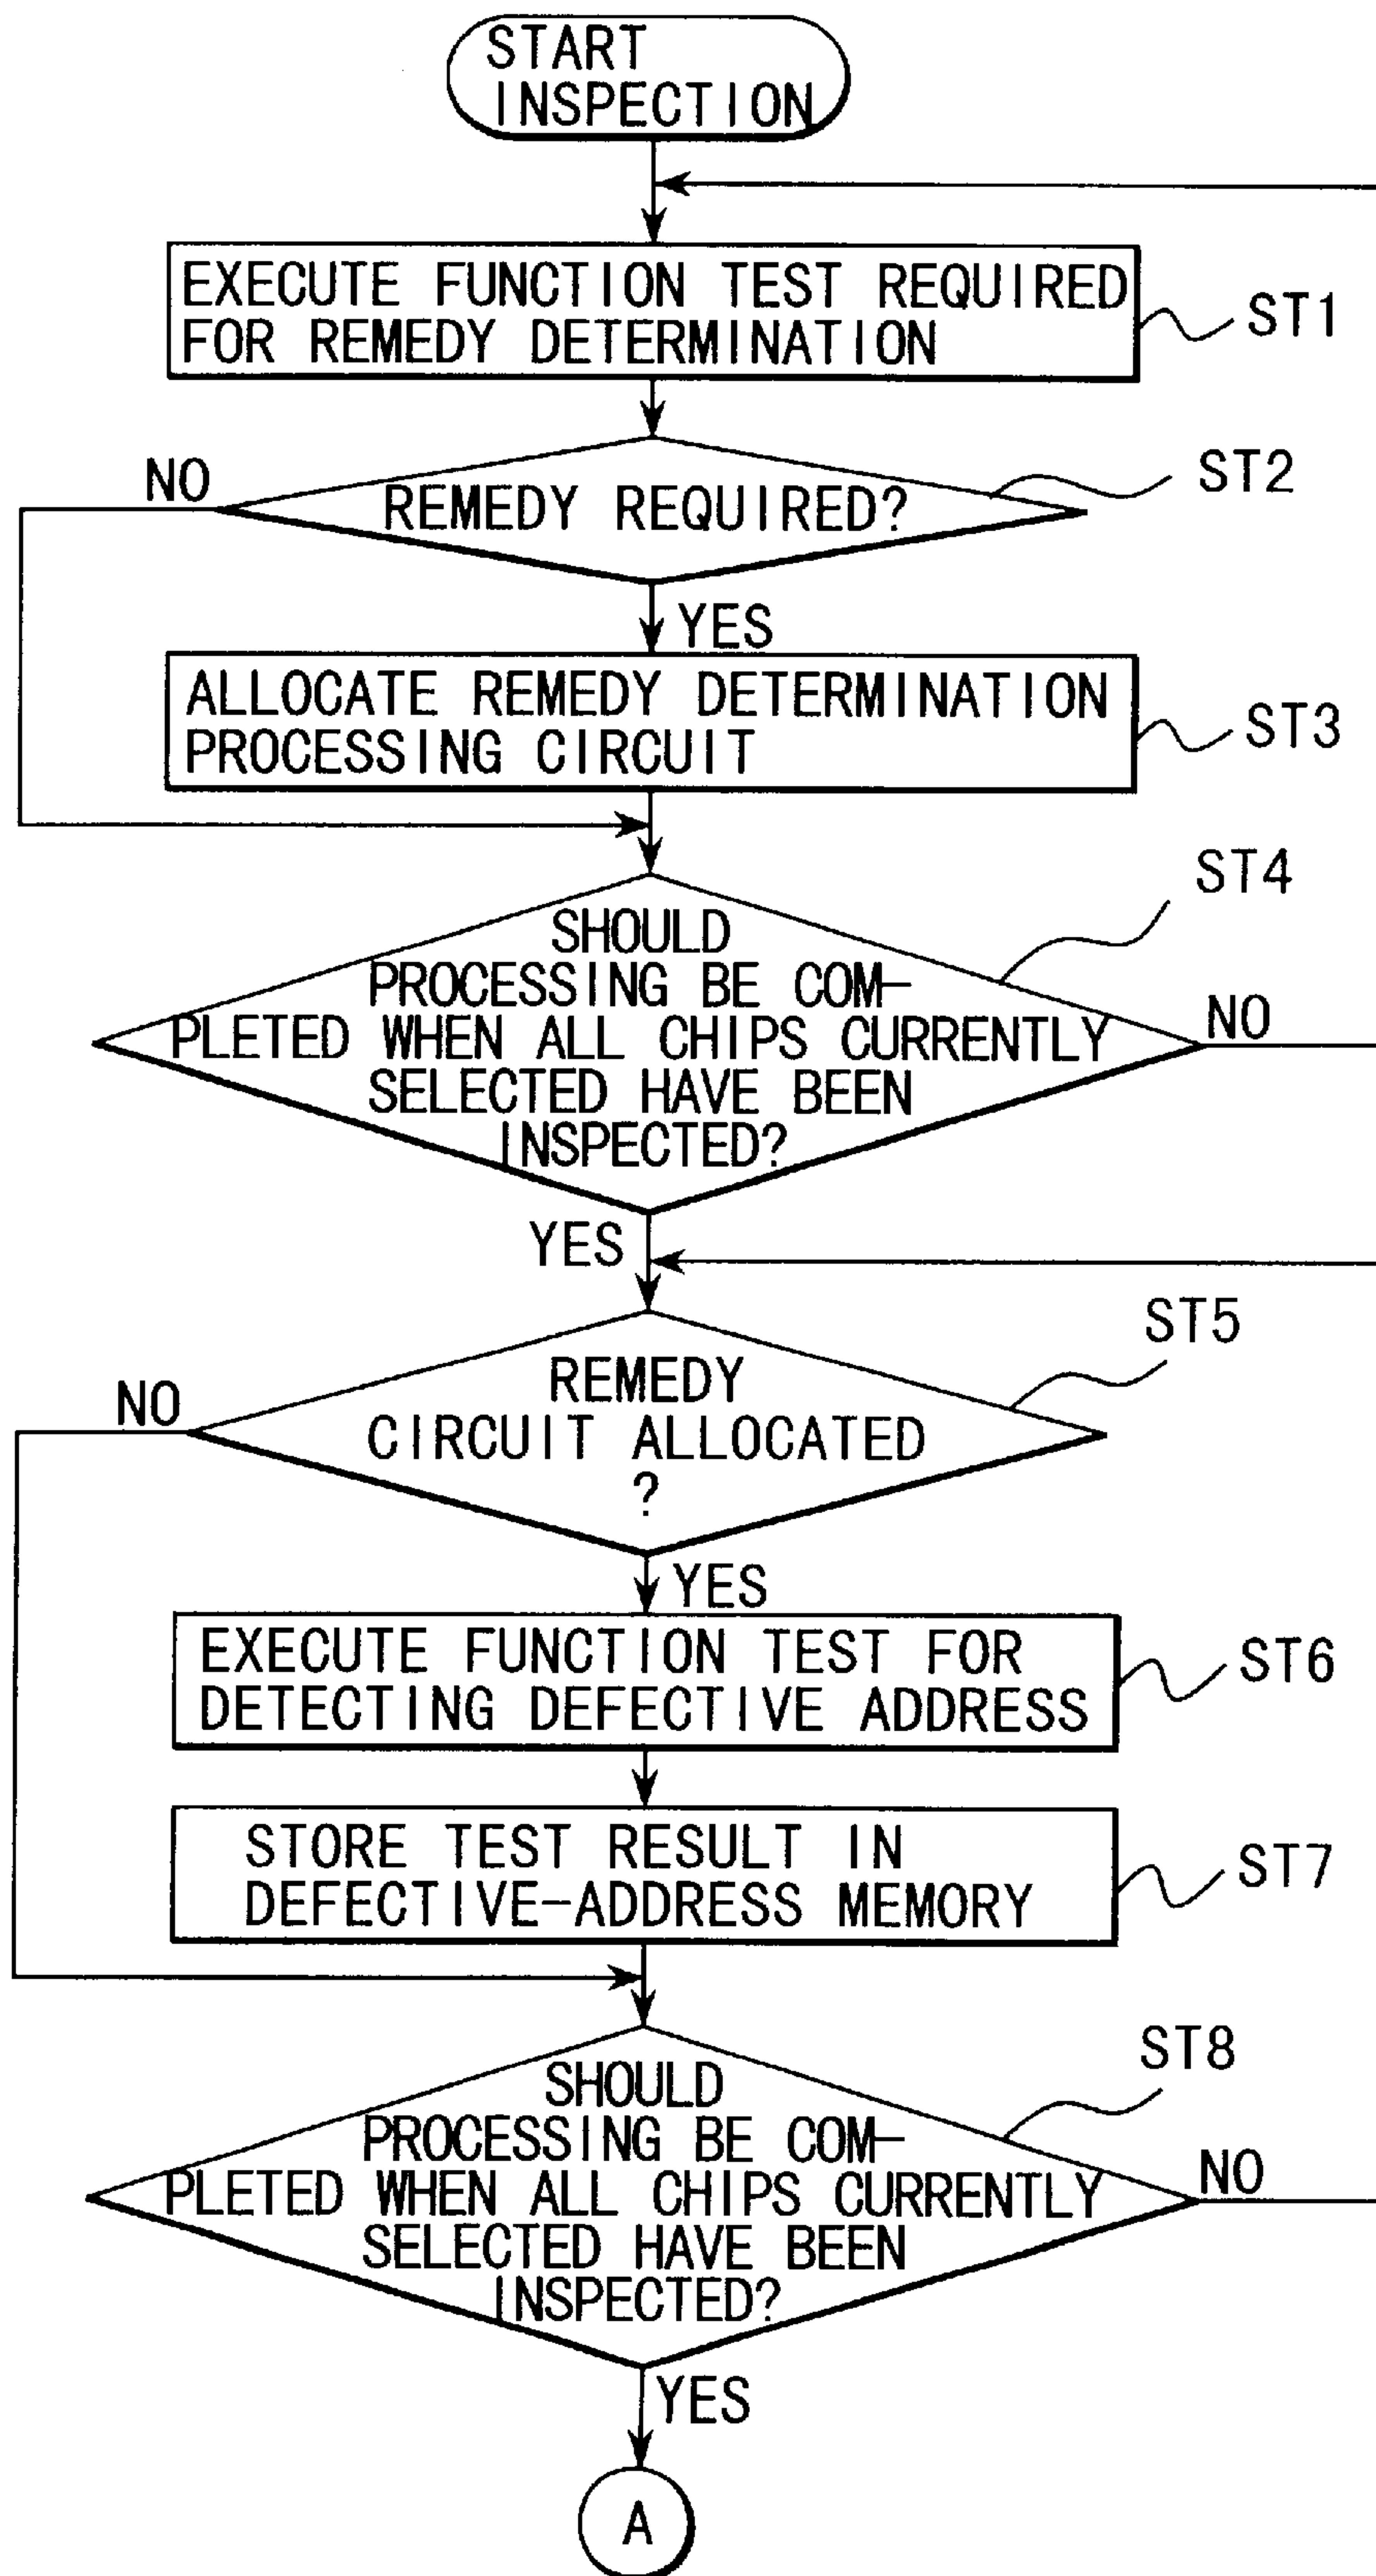 START
INSPECTION
EXECUTE FUNCTION TEST REQUIRED
FOR REMEDY DETERMINATION
ST1
NO
REMEDY REQUIRED?
ST2
YES
ALLOCATE REMEDY DETERMINATION
PROCESSING CIRCUIT
ST3
ST4
SHOULD
PROCESSING BE COM-
PLETED WHEN ALL CHIPS CURRENTLY
SELECTED HAVE BEEN
INSPECTED?
NO
YES
ST5
NO
REMEDY
CIRCUIT ALLOCATED
?
YES
EXECUTE FUNCTION TEST FOR
DETECTING DEFECTIVE ADDRESS
ST6
STORE TEST RESULT IN
DEFECTIVE-ADDRESS MEMORY
ST7
ST8
SHOULD
PROCESSING BE COM-
PLETED WHEN ALL CHIPS CURRENTLY
SELECTED HAVE BEEN
INSPECTED?
NO
YES
A